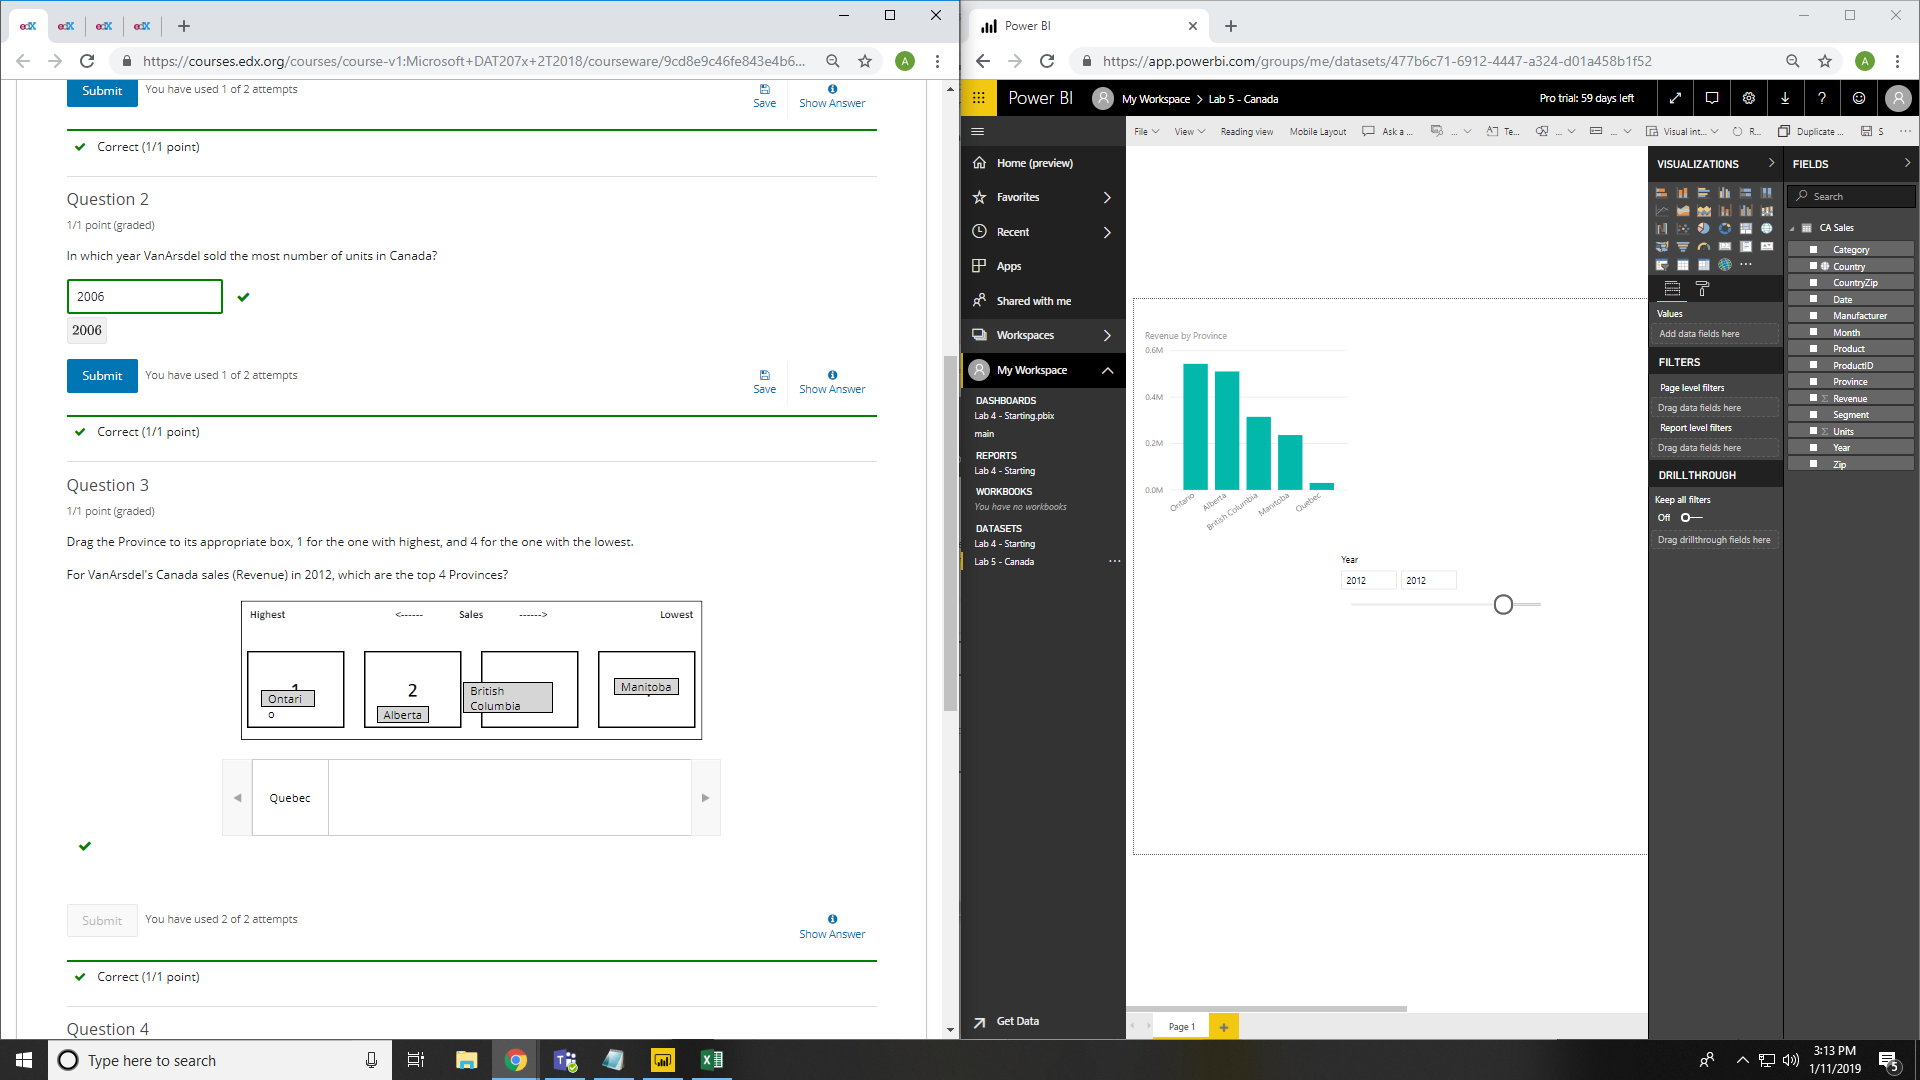 edX
edX
edX
edX
https://courses.edx.org/courses/course-v1:Microsoft+DAT207x+2T2018/courseware/9cd8e9c46fe843e4b6...
A
Submit
You have used 1 of 2 attempts
Save
Show Answer
Correct (1/1 point)
Question 2
1/1 point (graded)
In which year VanArsdel sold the most number of units in Canada?
2006
2006
Submit
You have used 1 of 2 attempts
Save
Show Answer
Correct (1/1 point)
Question 3
1/1 point (graded)
Drag the Province to its appropriate box, 1 for the one with highest, and 4 for the one with the lowest.
For VanArsdel's Canada sales (Revenue) in 2012, which are the top 4 Provinces?
Highest <------ Sales ------> Lowest
1
Ontari
o
2
Alberta
British
Columbia
Manitoba
Quebec
Submit
You have used 2 of 2 attempts
Show Answer
Correct (1/1 point)
Question 4
Power BI
https://app.powerbi.com/groups/me/datasets/477b6c71-6912-4447-a324-d01a458b1f52
A
Power BI
My Workspace > Lab 5 - Canada
Pro trial: 59 days left
File
View
Reading view
Mobile Layout
Ask a ...
...
Te...
...
...
Visual int...
R...
Duplicate ...
S
...
Home (preview)
Favorites
Recent
Apps
Shared with me
Workspaces
My Workspace
DASHBOARDS
Lab 4 - Starting.pbix
main
REPORTS
Lab 4 - Starting
WORKBOOKS
You have no workbooks
DATASETS
Lab 4 - Starting
Lab 5 - Canada
...
Get Data
Revenue by Province
0.6M
0.4M
0.2M
0.0M
Ontario
Alberta
British Columbia
Manitoba
Quebec
Year
2012
2012
Page 1
+
VISUALIZATIONS
Values
Add data fields here
FILTERS
Page level filters
Drag data fields here
Report level filters
Drag data fields here
DRILLTHROUGH
Keep all filters
Off
Drag drillthrough fields here
FIELDS
Search
CA Sales
Category
Country
CountryZip
Date
Manufacturer
Month
Product
ProductID
Province
Σ Revenue
Segment
Σ Units
Year
Zip
Type here to search
3:13 PM
1/11/2019
5